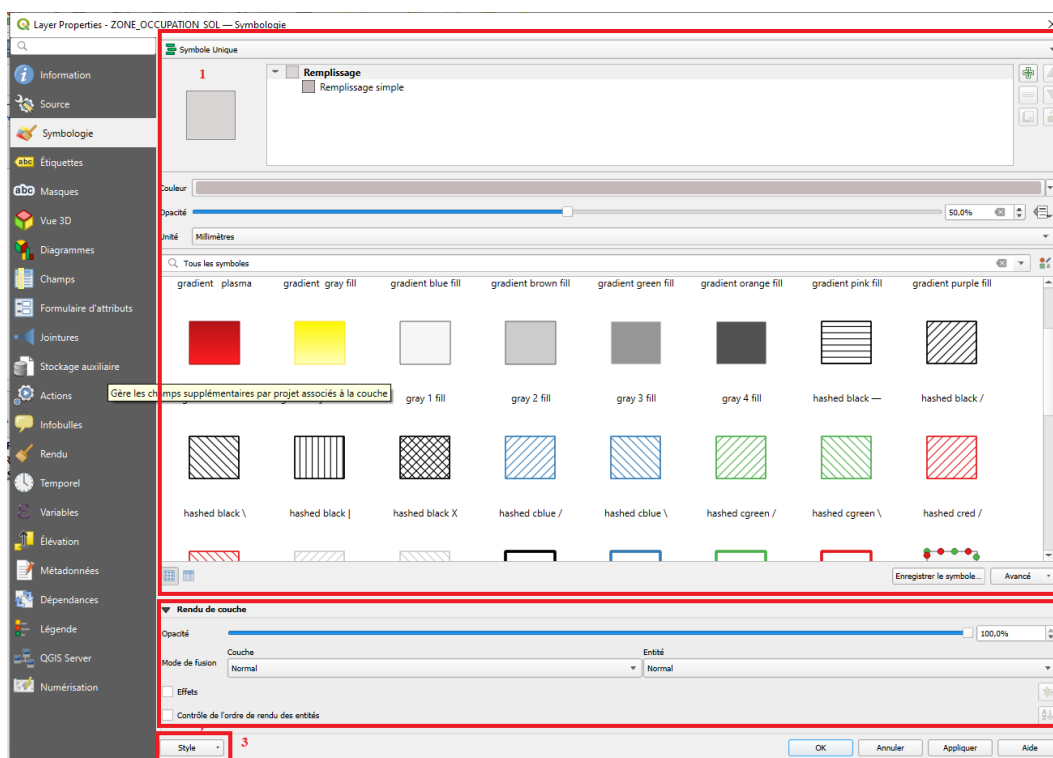 Layer Properties - ZONE_OCCUPATION_SOL — Symbologie
Information
Source
Symbologie
abc Étiquettes
abc Masques
Vue 3D
Diagrammes
Champs
Formulaire d'attributs
Jointures
Stockage auxiliaire
Actions
Infobulles
Rendu
Temporel
Variables
Élévation
Métadonnées
Dépendances
Légende
QGIS Server
Numérisation
Gère les champs supplémentaires par projet associés à la couche
Symbole Unique
1
Remplissage
Remplissage simple
Couleur
Opacité
50,0%
Unité Millimètres
Tous les symboles
gradient plasma gradient gray fill gradient blue fill gradient brown fill gradient green fill gradient orange fill gradient pink fill gradient purple fill
gray 1 fill gray 2 fill gray 3 fill gray 4 fill hashed black — hashed black /
hashed black \ hashed black | hashed black X hashed cblue / hashed cblue \ hashed cgreen / hashed cgreen \ hashed cred /
Enregistrer le symbole... Avancé
Rendu de couche
Opacité 100,0%
Couche Entité
Mode de fusion Normal Normal
Effets
Contrôle de l'ordre de rendu des entités
Style 3 OK Annuler Appliquer Aide